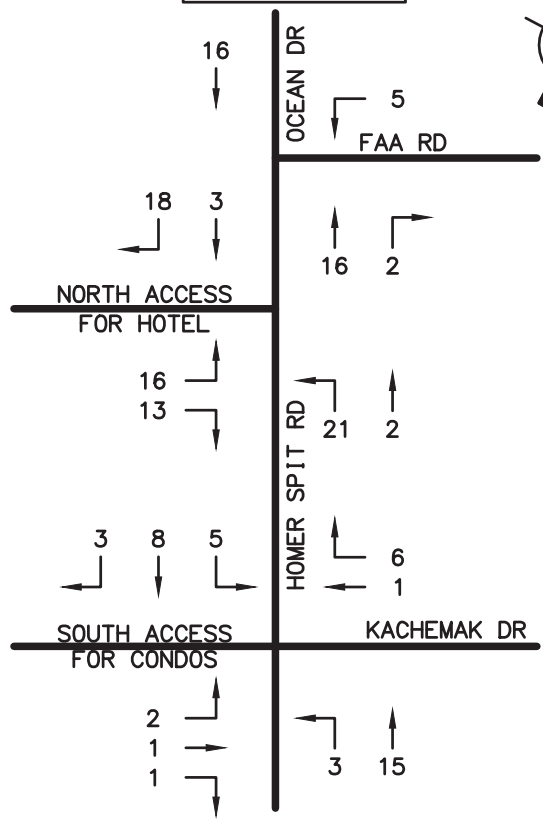 16
OCEAN DR
5
FAA RD
18 3
16 2
NORTH ACCESS
FOR HOTEL
16
13
21 2
HOMER SPIT RD
3 8 5
6
1
SOUTH ACCESS
FOR CONDOS
KACHEMAK DR
2
1
1
3 15